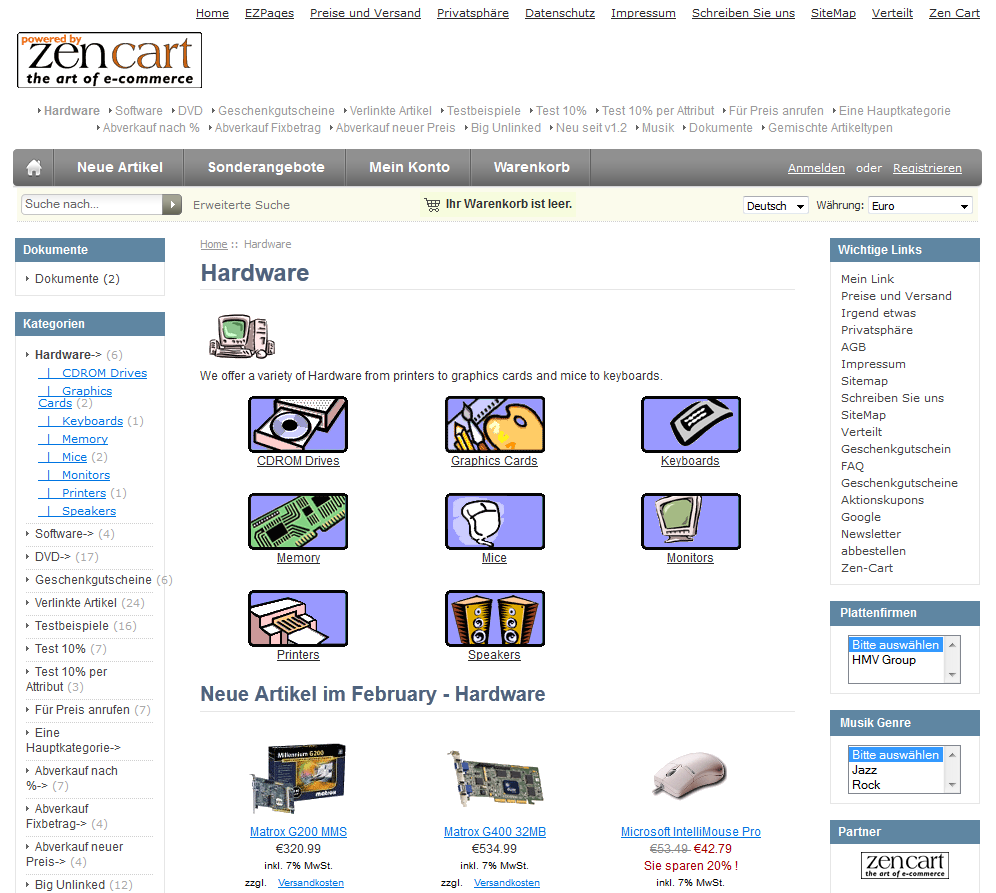 Home EZPages Preise und Versand Privatsphäre Datenschutz Impressum Schreiben Sie uns SiteMap Verteilt Zen Cart
powered by
zen cart
the art of e-commerce
Hardware Software DVD Geschenkgutscheine Verlinkte Artikel Testbeispiele Test 10% Test 10% per Attribut Für Preis anrufen Eine Hauptkategorie
Abverkauf nach % Abverkauf Fixbetrag Abverkauf neuer Preis Big Unlinked Neu seit v1.2 Musik Dokumente Gemischte Artikeltypen
Neue Artikel Sonderangebote Mein Konto Warenkorb Anmelden oder Registrieren
Suche nach... Erweiterte Suche Ihr Warenkorb ist leer. Deutsch Währung: Euro
Dokumente
Dokumente (2)
Kategorien
Hardware-> (6)
| CDROM Drives
| Graphics
Cards (2)
| Keyboards (1)
| Memory
| Mice (2)
| Monitors
| Printers (1)
| Speakers
Software-> (4)
DVD-> (17)
Geschenkgutscheine (6)
Verlinkte Artikel (24)
Testbeispiele (16)
Test 10% (7)
Test 10% per
Attribut (3)
Für Preis anrufen (7)
Eine
Hauptkategorie->
Abverkauf nach
%-> (7)
Abverkauf
Fixbetrag-> (4)
Abverkauf neuer
Preis-> (4)
Big Unlinked (12)
Home :: Hardware
Hardware
We offer a variety of Hardware from printers to graphics cards and mice to keyboards.
CDROM Drives Graphics Cards Keyboards
Memory Mice Monitors
Printers Speakers
Neue Artikel im February - Hardware
Millennium G200
matrox
Matrox G200 MMS
€320.99
inkl. 7% MwSt.
zzgl. Versandkosten
Matrox G400 32MB
€534.99
inkl. 7% MwSt.
zzgl. Versandkosten
Microsoft IntelliMouse Pro
€53.49 €42.79
Sie sparen 20% !
inkl. 7% MwSt.
Wichtige Links
Mein Link
Preise und Versand
Irgend etwas
Privatsphäre
AGB
Impressum
Sitemap
Schreiben Sie uns
SiteMap
Verteilt
Geschenkgutschein
FAQ
Geschenkgutscheine
Aktionskupons
Google
Newsletter
abbestellen
Zen-Cart
Plattenfirmen
Bitte auswählen
HMV Group
Musik Genre
Bitte auswählen
Jazz
Rock
Partner
zen cart
the art of e-commerce